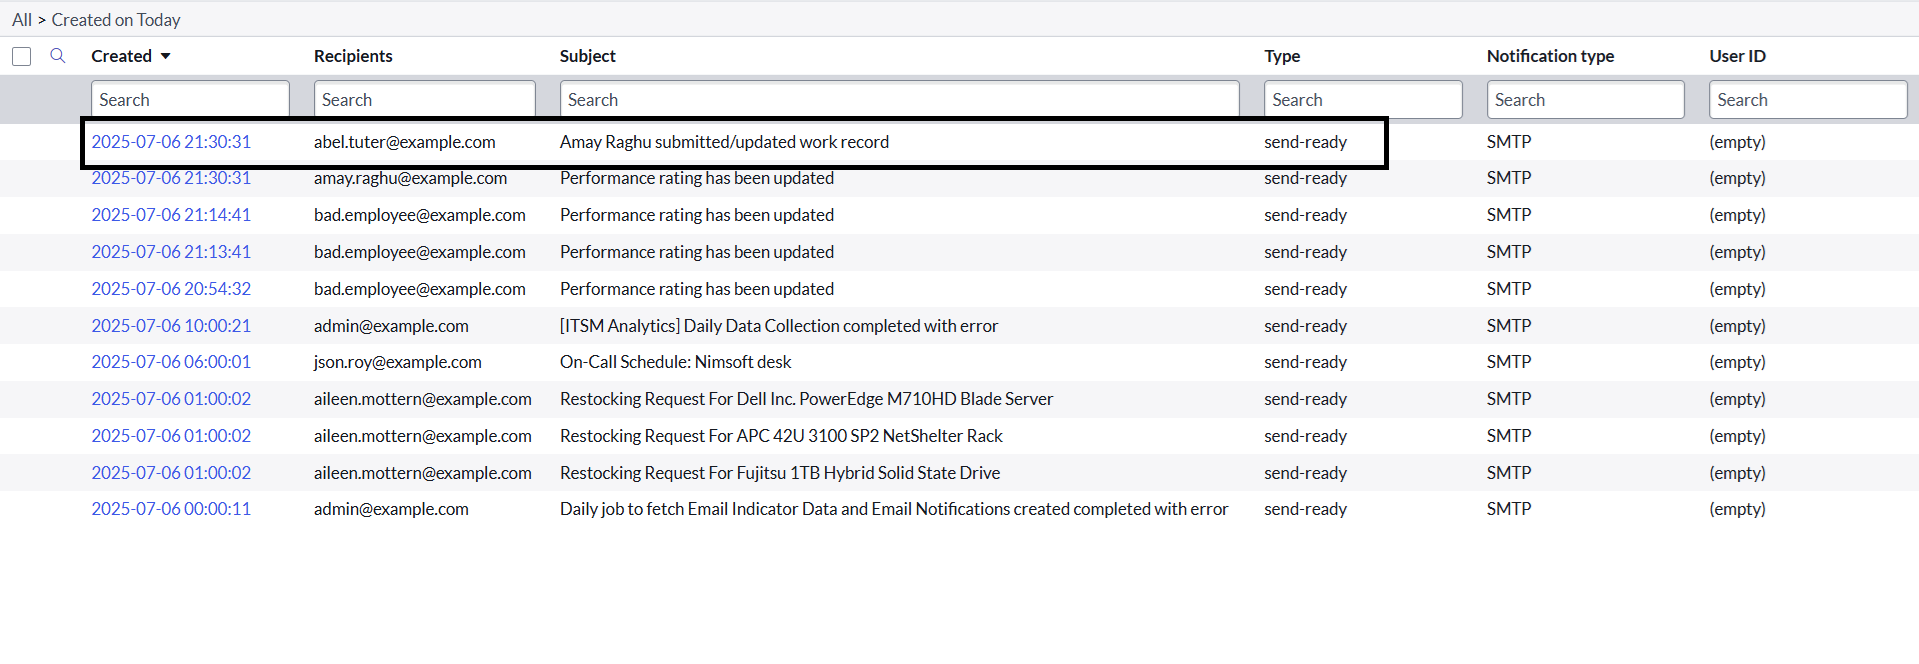 All > Created on Today
Created Recipients Subject Type Notification type User ID
Search Search Search Search Search Search
2025-07-06 21:30:31 abel.tuter@example.com Amay Raghu submitted/updated work record send-ready SMTP (empty)
2025-07-06 21:30:31 amay.raghu@example.com Performance rating has been updated send-ready SMTP (empty)
2025-07-06 21:14:41 bad.employee@example.com Performance rating has been updated send-ready SMTP (empty)
2025-07-06 21:13:41 bad.employee@example.com Performance rating has been updated send-ready SMTP (empty)
2025-07-06 20:54:32 bad.employee@example.com Performance rating has been updated send-ready SMTP (empty)
2025-07-06 10:00:21 admin@example.com [ITSM Analytics] Daily Data Collection completed with error send-ready SMTP (empty)
2025-07-06 06:00:01 json.roy@example.com On-Call Schedule: Nimsoft desk send-ready SMTP (empty)
2025-07-06 01:00:02 aileen.mottern@example.com Restocking Request For Dell Inc. PowerEdge M710HD Blade Server send-ready SMTP (empty)
2025-07-06 01:00:02 aileen.mottern@example.com Restocking Request For APC 42U 3100 SP2 NetShelter Rack send-ready SMTP (empty)
2025-07-06 01:00:02 aileen.mottern@example.com Restocking Request For Fujitsu 1TB Hybrid Solid State Drive send-ready SMTP (empty)
2025-07-06 00:00:11 admin@example.com Daily job to fetch Email Indicator Data and Email Notifications created completed with error send-ready SMTP (empty)